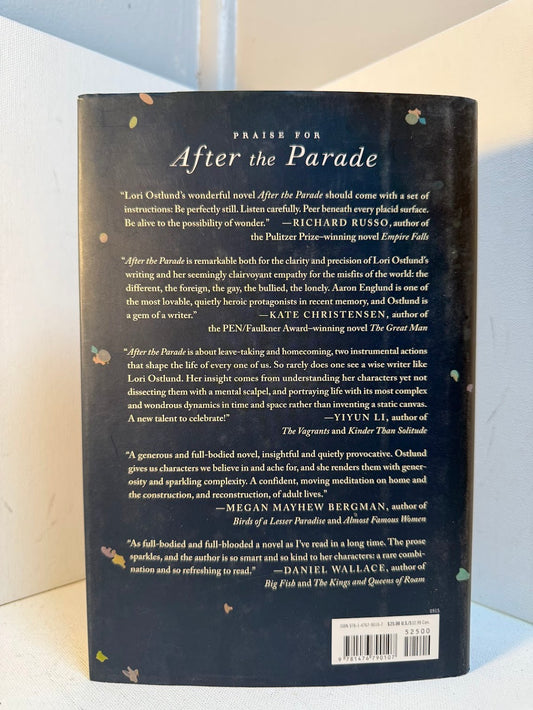 PRAISE FOR
After the Parade
"Lori Ostlund's wonderful novel After the Parade should come with a set of
instructions: Be perfectly still. Listen carefully. Peer beneath every placid surface.
Be alive to the possibility of wonder." —RICHARD RUSSO, author of
the Pulitzer Prize–winning novel Empire Falls
"After the Parade is remarkable both for the clarity and precision of Lori Ostlund's
writing and her seemingly clairvoyant empathy for the misfits of the world: the
different, the foreign, the gay, the bullied, the lonely. Aaron Englund is one of
the most lovable, quietly heroic protagonists in recent memory, and Ostlund is
a gem of a writer." —KATE CHRISTENSEN, author of
the PEN/Faulkner Award–winning novel The Great Man
"After the Parade is about leave-taking and homecoming, two instrumental actions
that shape the life of every one of us. So rarely does one see a wise writer like
Lori Ostlund. Her insight comes from understanding her characters yet not
dissecting them with a mental scalpel, and portraying life with its most complex
and wondrous dynamics in time and space rather than inventing a static canvas.
A new talent to celebrate!" —YIYUN LI, author of
The Vagrants and Kinder Than Solitude
"A generous and full-bodied novel, insightful and quietly provocative. Ostlund
gives us characters we believe in and ache for, and she renders them with gener-
osity and sparkling complexity. A confident, moving meditation on home and
the construction, and reconstruction, of adult lives."
—MEGAN MAYHEW BERGMAN, author of
Birds of a Lesser Paradise and Almost Famous Women
"As full-bodied and full-blooded a novel as I've read in a long time. The prose
sparkles, and the author is so smart and so kind to her characters: a rare combi-
nation and so refreshing to read." —DANIEL WALLACE, author of
Big Fish and The Kings and Queens of Roam
0915
ISBN 978-1-4767-9010-7 $25.00 U.S./
52500
9 781476 790107